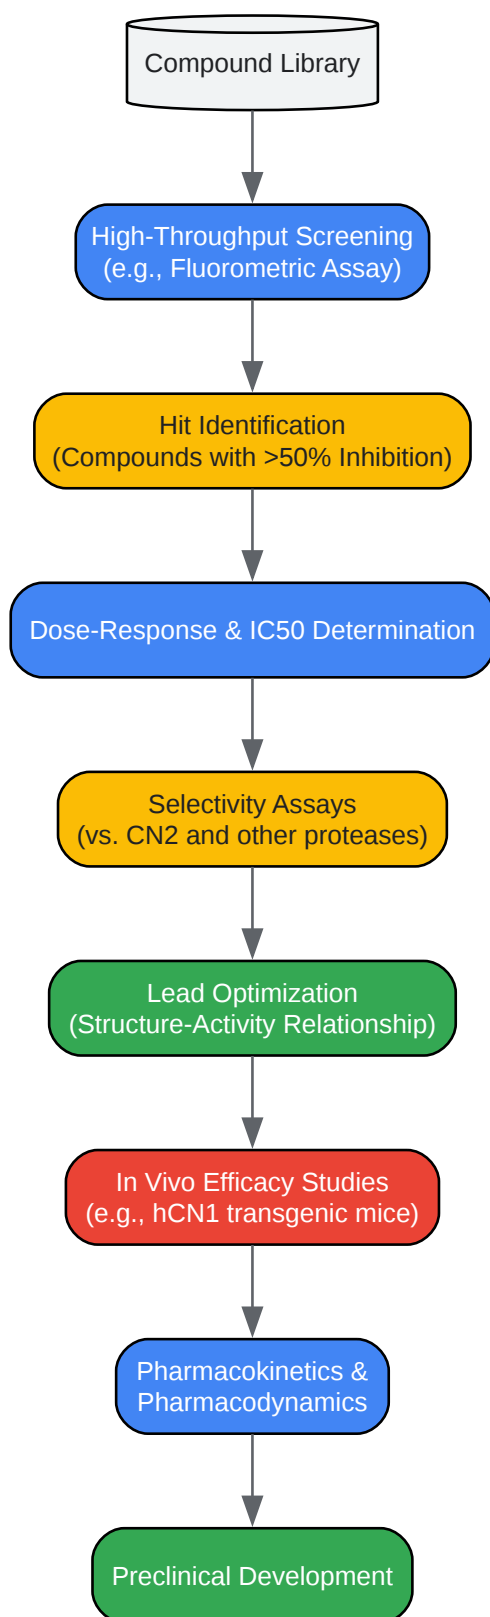 Compound Library
High-Throughput Screening
(e.g., Fluorometric Assay)
Hit Identification
(Compounds with >50% Inhibition)
Dose-Response & IC50 Determination
Selectivity Assays
(vs. CN2 and other proteases)
Lead Optimization
(Structure-Activity Relationship)
In Vivo Efficacy Studies
(e.g., hCN1 transgenic mice)
Pharmacokinetics &
Pharmacodynamics
Preclinical Development